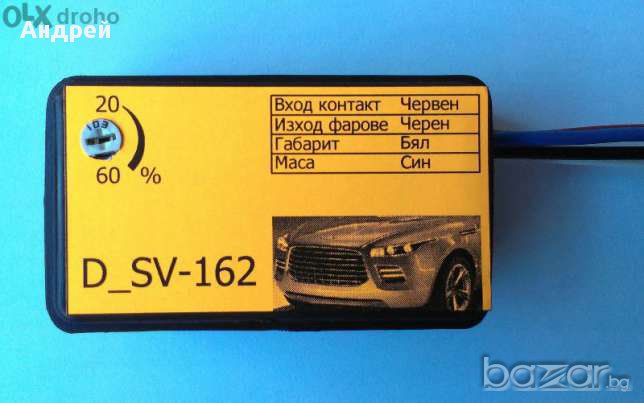 OLX droho
Андрей
20
103
60 %
Вход контакт Червен
Изход фарове Черен
Габарит Бял
Маса Син
D_SV-162
bazar.bg